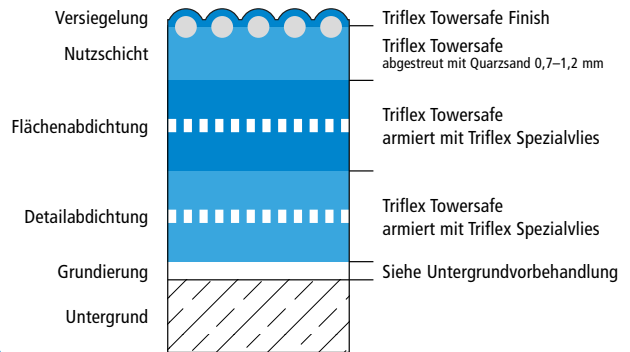 Versiegelung
Triflex Towersafe Finish
Nutzschicht
Triflex Towersafe
abgestreut mit Quarzsand 0,7–1,2 mm
Flächenabdichtung
Triflex Towersafe
armiert mit Triflex Spezialvlies
Detailabdichtung
Triflex Towersafe
armiert mit Triflex Spezialvlies
Grundierung
Siehe Untergrundvorbehandlung
Untergrund